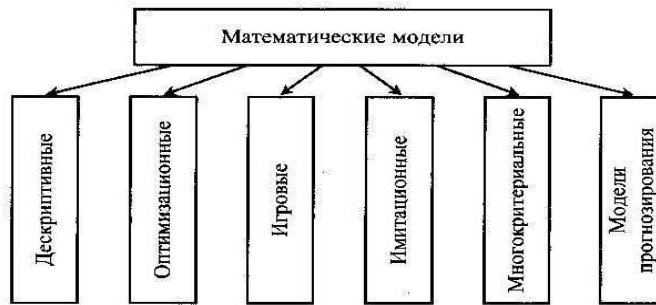 Математические модели
Дескриптивные
Оптимизационные
Игровые
Имитационные
Многокритериальные
Модели
прогнозирования